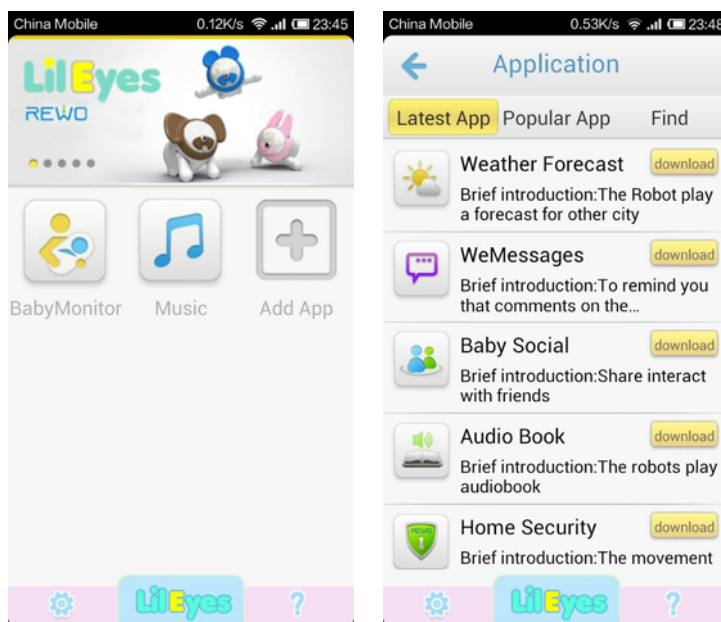 China Mobile 0.12K/s 23:45
LilEyes
REWO
BabyMonitor Music Add App
LilEyes ?
China Mobile 0.53K/s 23:48
Application
Latest App Popular App Find
Weather Forecast download
Brief introduction:The Robot play
a forecast for other city
WeMessages download
Brief introduction:To remind you
that comments on the...
Baby Social download
Brief introduction:Share interact
with friends
Audio Book download
Brief introduction:The robots play
audiobook
REWO
Home Security download
Brief introduction:The movement
LilEyes ?